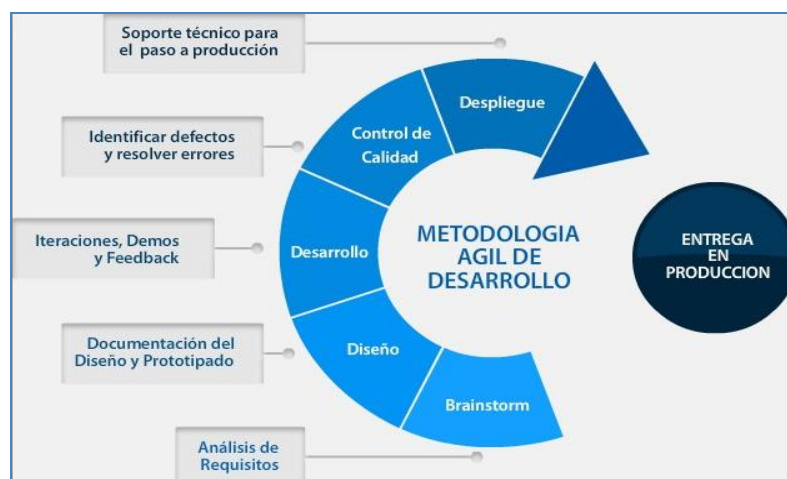 Soporte técnico para
el paso a producción
Despliegue
Identificar defectos
y resolver errores
Control de
Calidad
Iteraciones, Demos
y Feedback
Desarrollo
METODOLOGIA
AGIL DE
DESARROLLO
ENTREGA
EN
PRODUCCION
Documentación del
Diseño y Prototipado
Diseño
Brainstorm
Análisis de
Requisitos